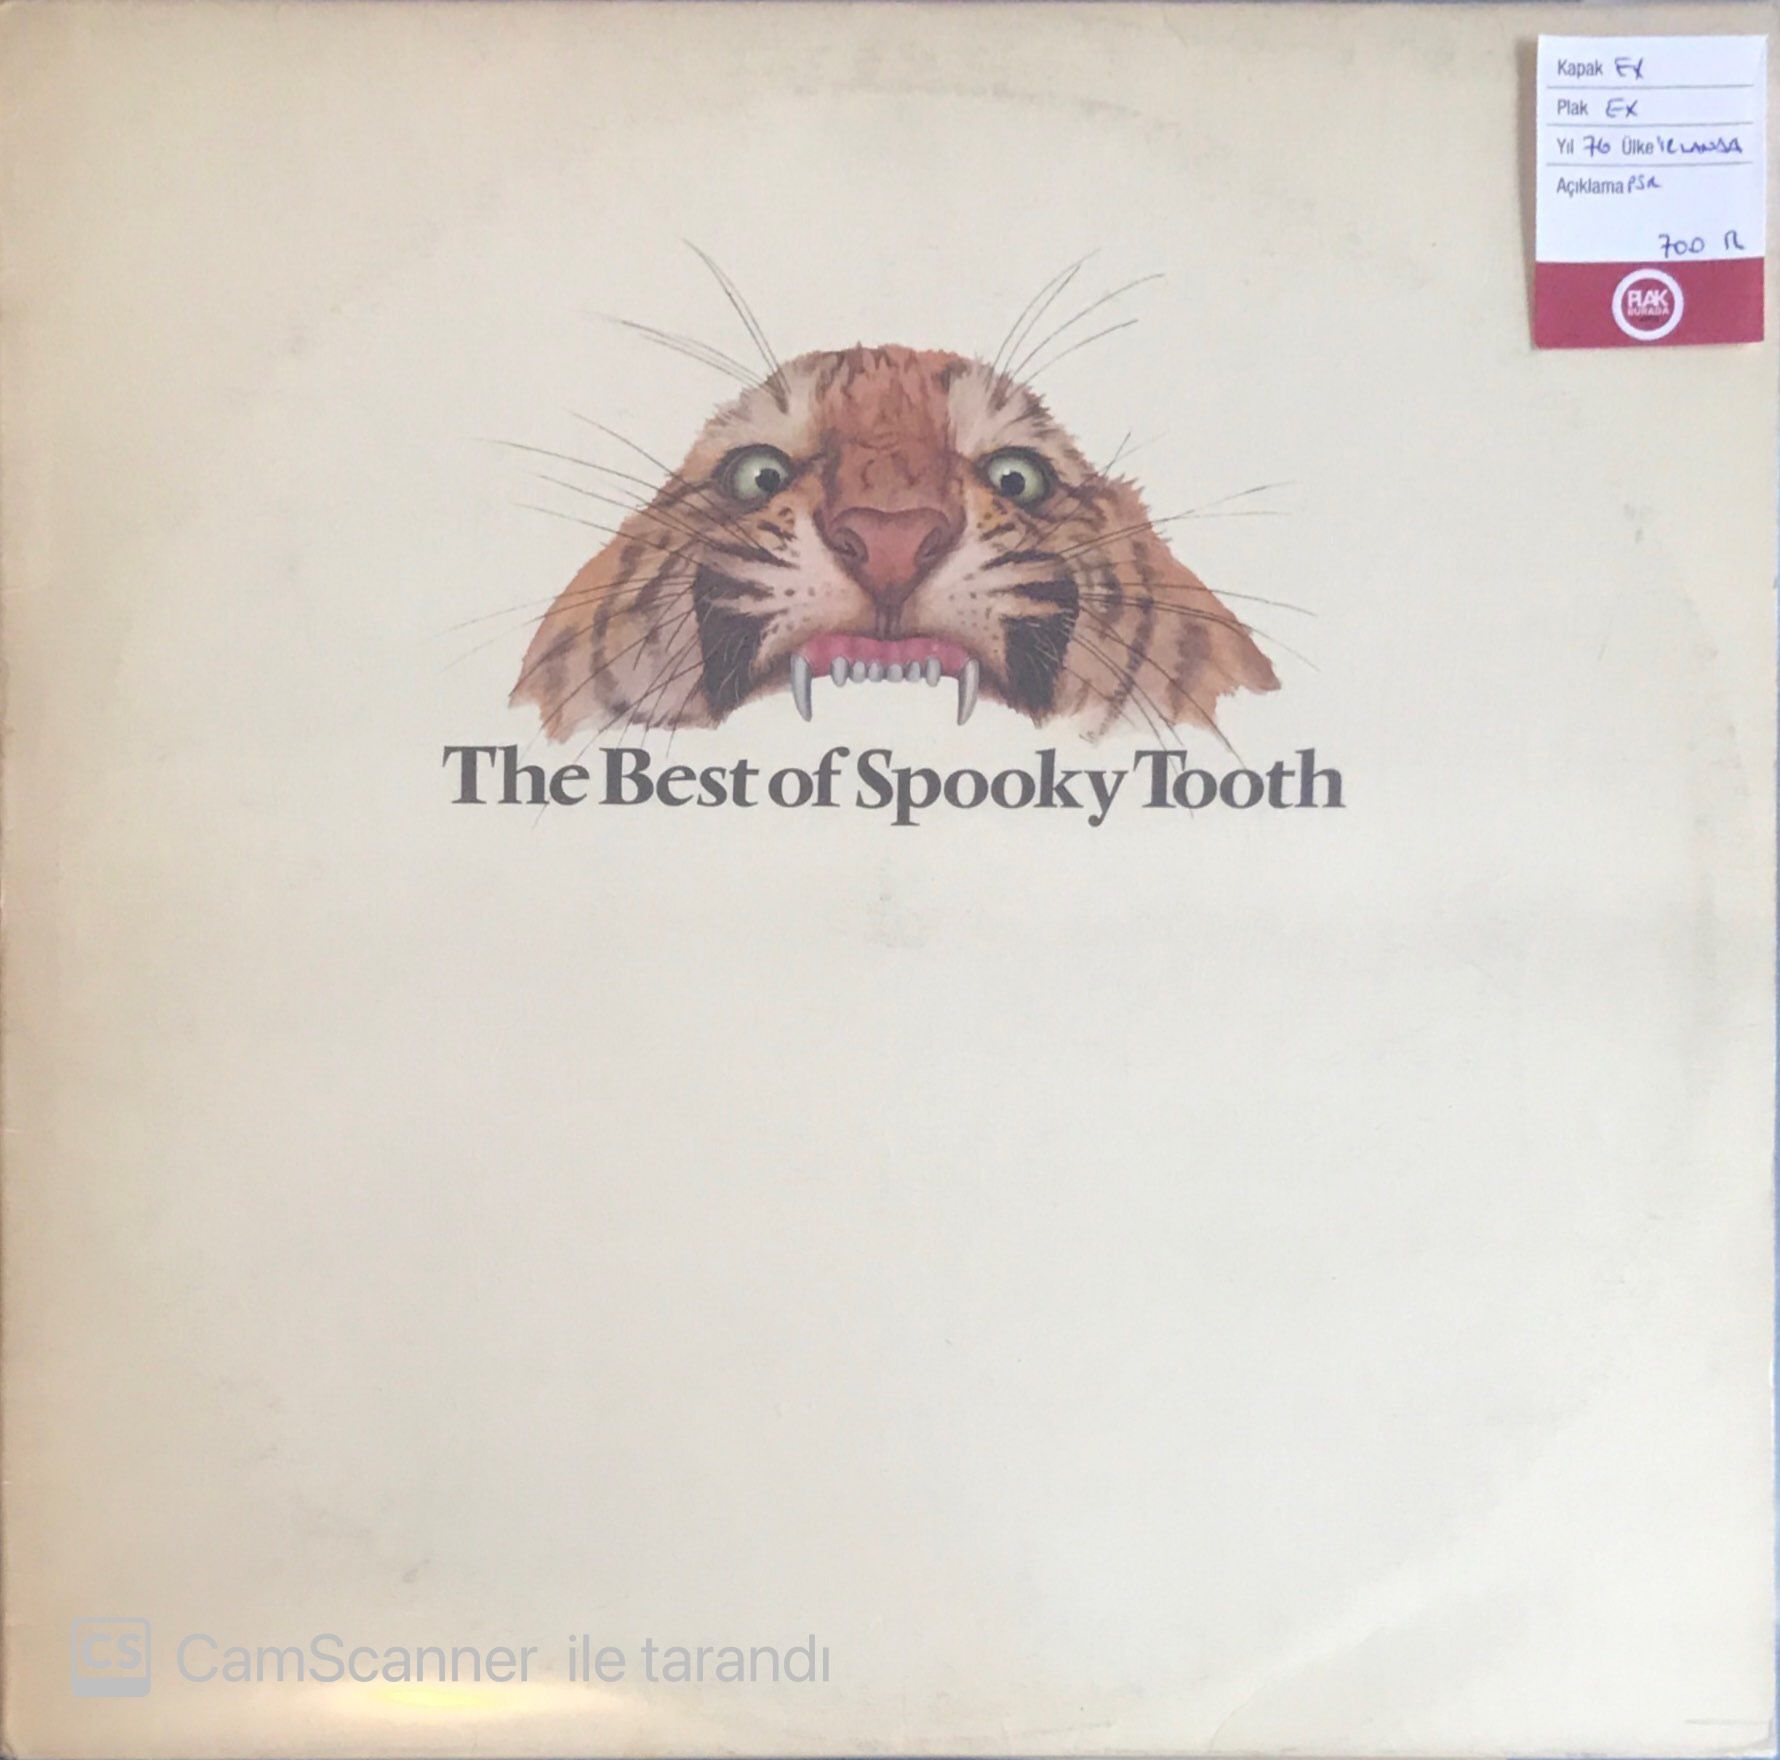 Kapak EX
Plak EX
Yıl 76 Ülke İRLANDA
Açıklama PSR
700 TL
PLAK
BURADA
The Best of Spooky Tooth
CS CamScanner ile tarandı